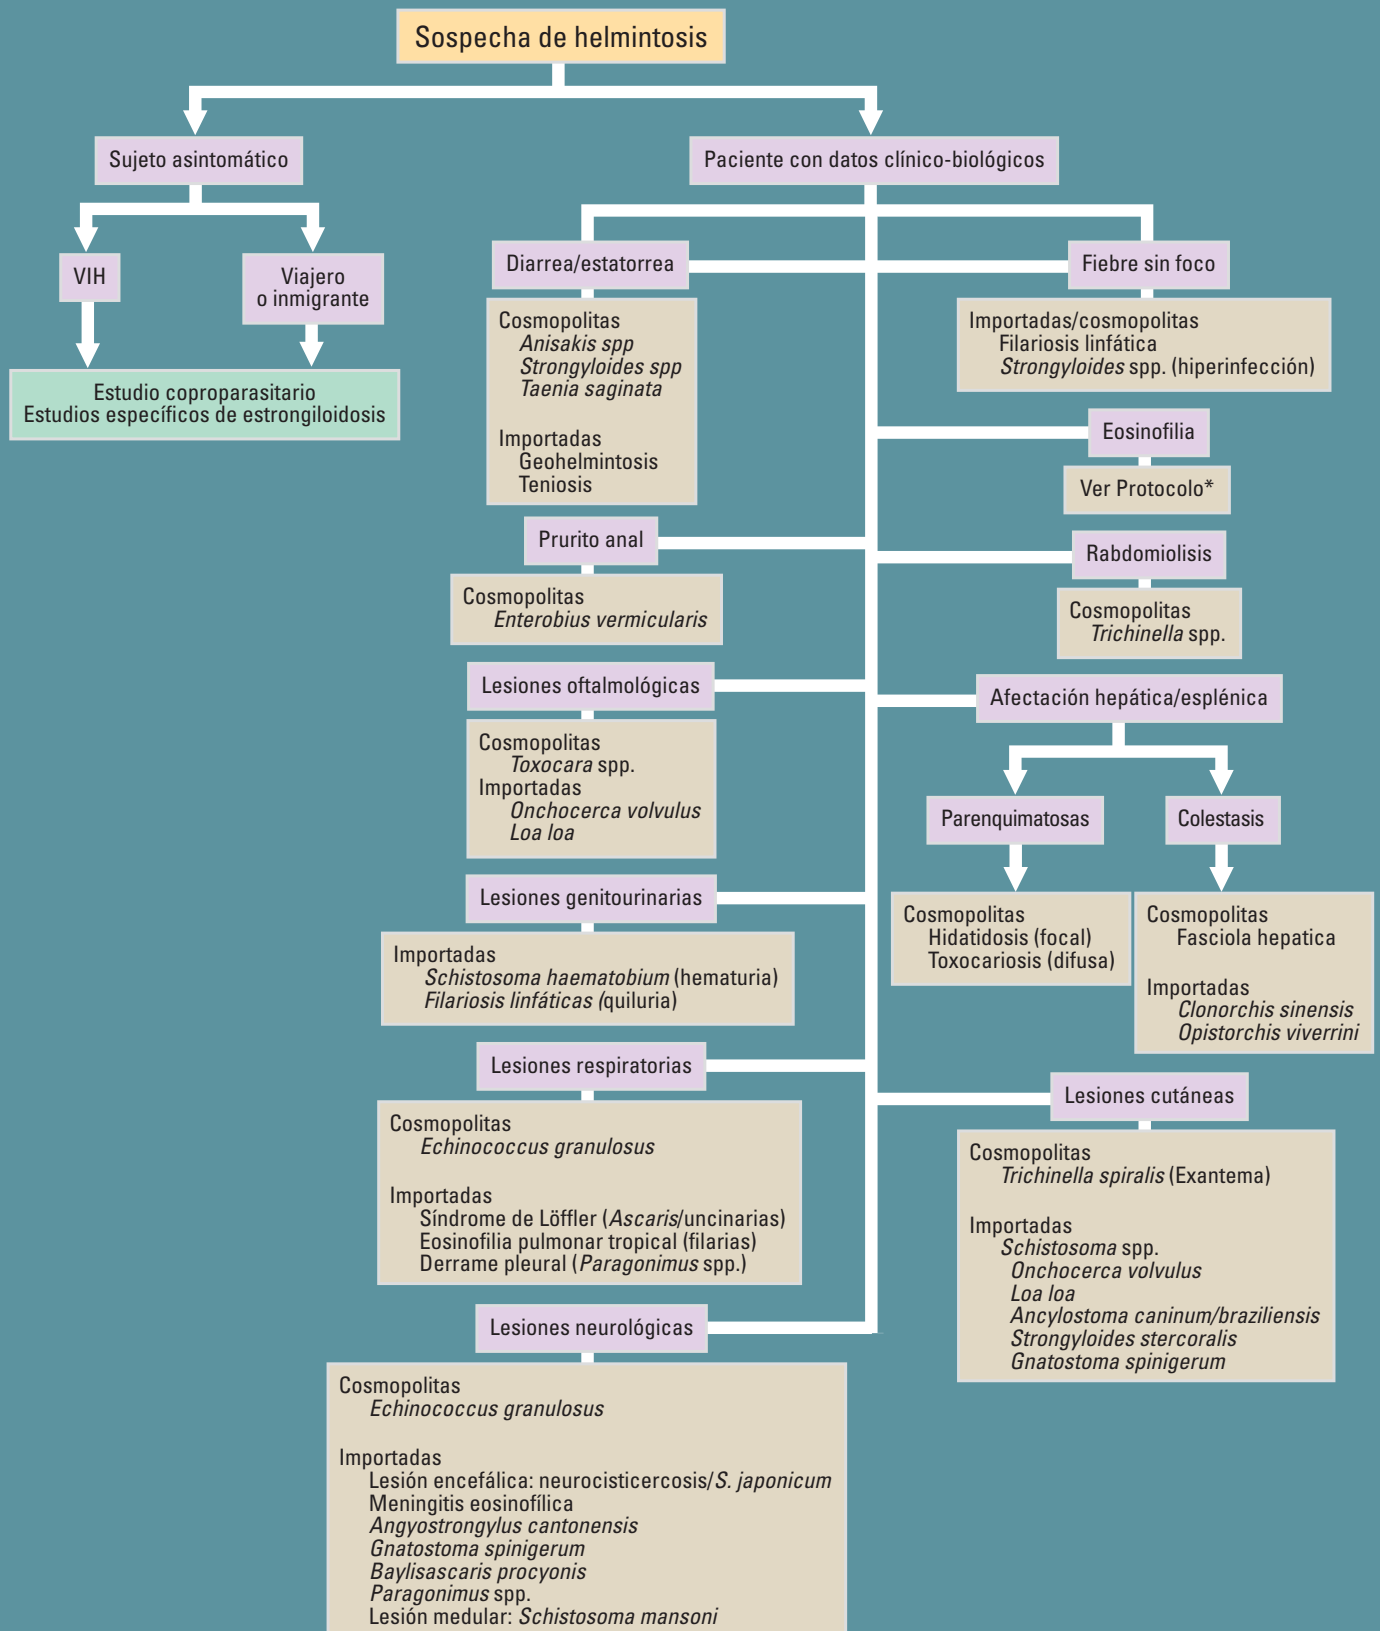 Sospecha de helmintosis
Sujeto asintomático
Paciente con datos clínico-biológicos
VIH
Viajero
o inmigrante
Estudio coproparasitario
Estudios específicos de estrongiloidosis
Diarrea/estatorrea
Cosmopolitas
Anisakis spp
Strongyloides spp
Taenia saginata
Importadas
Geohelmintosis
Teniosis
Fiebre sin foco
Importadas/cosmopolitas
Filariosis linfática
Strongyloides spp. (hiperinfección)
Eosinofilia
Ver Protocolo*
Prurito anal
Cosmopolitas
Enterobius vermicularis
Rabdomiolisis
Cosmopolitas
Trichinella spp.
Lesiones oftalmológicas
Cosmopolitas
Toxocara spp.
Importadas
Onchocerca volvulus
Loa loa
Afectación hepática/esplénica
Parenquimatosas
Cosmopolitas
Hidatidosis (focal)
Toxocariosis (difusa)
Colestasis
Cosmopolitas
Fasciola hepatica
Importadas
Clonorchis sinensis
Opistorchis viverrini
Lesiones genitourinarias
Importadas
Schistosoma haematobium (hematuria)
Filariosis linfáticas (quiluria)
Lesiones respiratorias
Cosmopolitas
Echinococcus granulosus
Importadas
Síndrome de Löffler (Ascaris/uncinarias)
Eosinofilia pulmonar tropical (filarias)
Derrame pleural (Paragonimus spp.)
Lesiones cutáneas
Cosmopolitas
Trichinella spiralis (Exantema)
Importadas
Schistosoma spp.
Onchocerca volvulus
Loa loa
Ancylostoma caninum/braziliensis
Strongyloides stercoralis
Gnatostoma spinigerum
Lesiones neurológicas
Cosmopolitas
Echinococcus granulosus
Importadas
Lesión encefálica: neurocisticercosis/S. japonicum
Meningitis eosinofílica
Angyostrongylus cantonensis
Gnatostoma spinigerum
Baylisascaris procyonis
Paragonimus spp.
Lesión medular: Schistosoma mansoni